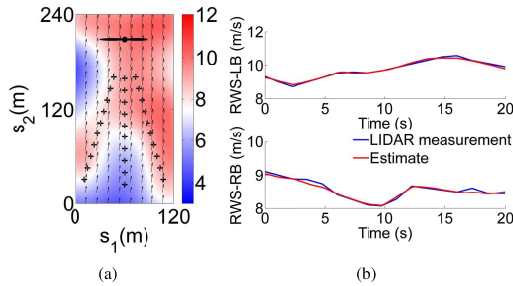 (a)
240
120
0
s2(m)
0
120
s1(m)
12
10
8
6
4
(b)
12
10
8
RWS-LB (m/s)
0 5 10 15 20
Time (s)
LIDAR measurement
Estimate
10
9
8
RWS-RB (m/s)
0 5 10 15 20
Time (s)